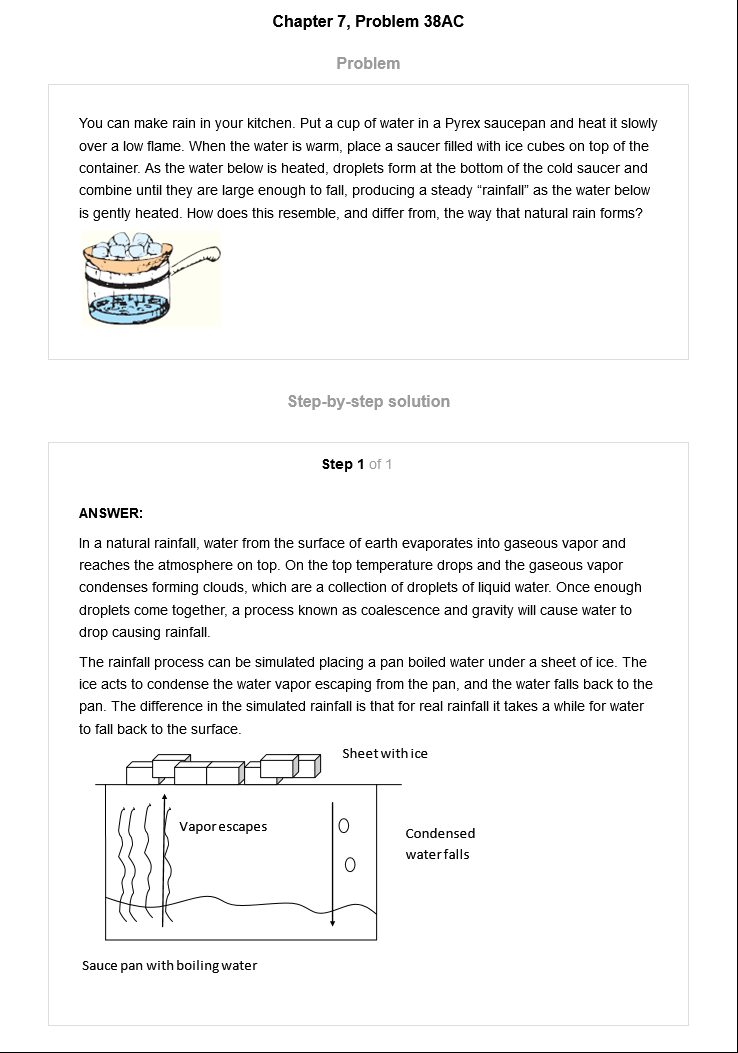 Chapter 7, Problem 38AC
Problem
You can make rain in your kitchen. Put a cup of water in a Pyrex saucepan and heat it slowly
over a low flame. When the water is warm, place a saucer filled with ice cubes on top of the
container. As the water below is heated, droplets form at the bottom of the cold saucer and
combine until they are large enough to fall, producing a steady “rainfall” as the water below
is gently heated. How does this resemble, and differ from, the way that natural rain forms?
Step-by-step solution
Step 1 of 1
ANSWER:
In a natural rainfall, water from the surface of earth evaporates into gaseous vapor and
reaches the atmosphere on top. On the top temperature drops and the gaseous vapor
condenses forming clouds, which are a collection of droplets of liquid water. Once enough
droplets come together, a process known as coalescence and gravity will cause water to
drop causing rainfall.
The rainfall process can be simulated placing a pan boiled water under a sheet of ice. The
ice acts to condense the water vapor escaping from the pan, and the water falls back to the
pan. The difference in the simulated rainfall is that for real rainfall it takes a while for water
to fall back to the surface.
Sheet with ice
Vapor escapes
Condensed
water falls
Sauce pan with boiling water